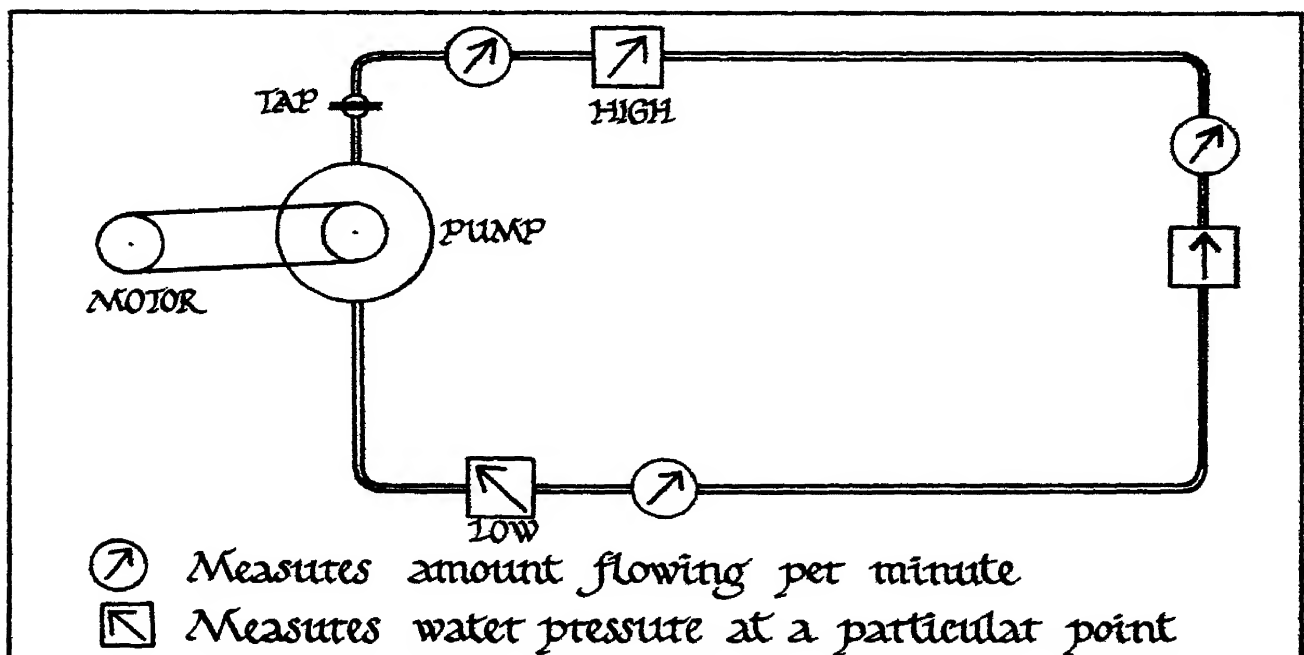 TAP
HIGH
PUMP
MOTOR
LOW
Measures amount flowing per minute
Measures water pressure at a particular point